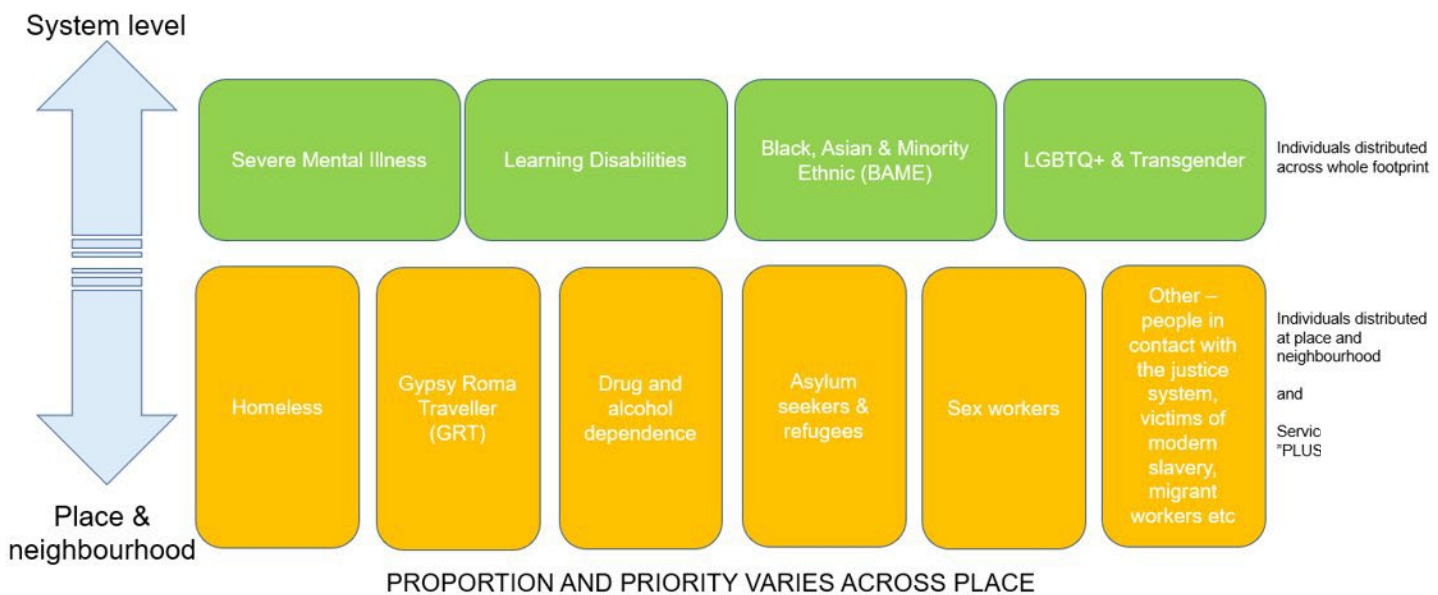 System level
Severe Mental Illness
Learning Disabilities
Black, Asian & Minority
Ethnic (BAME)
LGBTQ+ & Transgender
Individuals distributed
across whole footprint
Homeless
Gypsy Roma
Traveller
(GRT)
Drug and
alcohol
dependence
Asylum
seekers &
refugees
Sex workers
Other –
people in
contact with
the justice
system,
victims of
modern
slavery,
migrant
workers etc
Individuals distributed
at place and
neighbourhood
and
"PLUS
Place &
neighbourhood
PROPORTION AND PRIORITY VARIES ACROSS PLACE